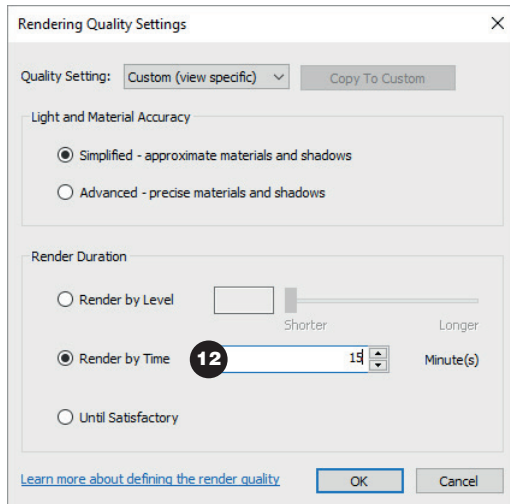 Rendering Quality Settings
Quality Setting: Custom (view specific) Copy To Custom
Light and Material Accuracy
Simplified - approximate materials and shadows
Advanced - precise materials and shadows
Render Duration
Render by Level
Shorter Longer
Render by Time 12 15 Minute(s)
Until Satisfactory
Learn more about defining the render quality OK Cancel